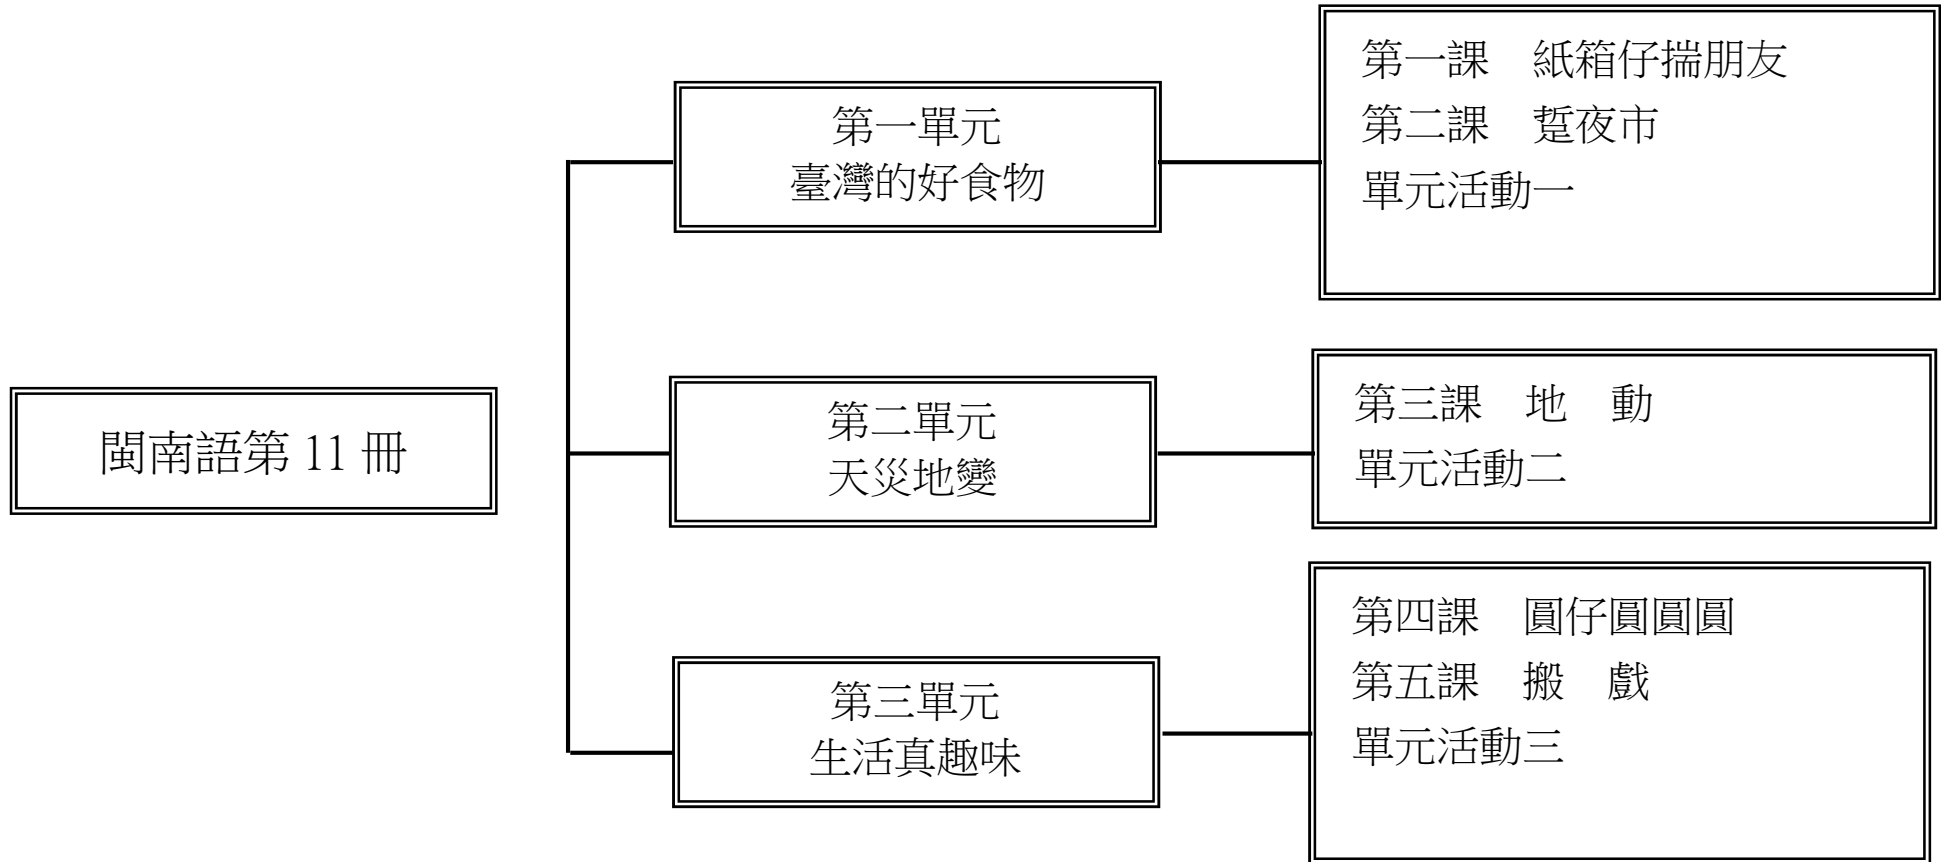 閩南語第 11 冊
第一單元
臺灣的好食物
第一課　紙箱仔揣朋友
第二課　踅夜市
單元活動一
第二單元
天災地變
第三課　地　動
單元活動二
第三單元
生活真趣味
第四課　圓仔圓圓圓
第五課　搬　戲
單元活動三